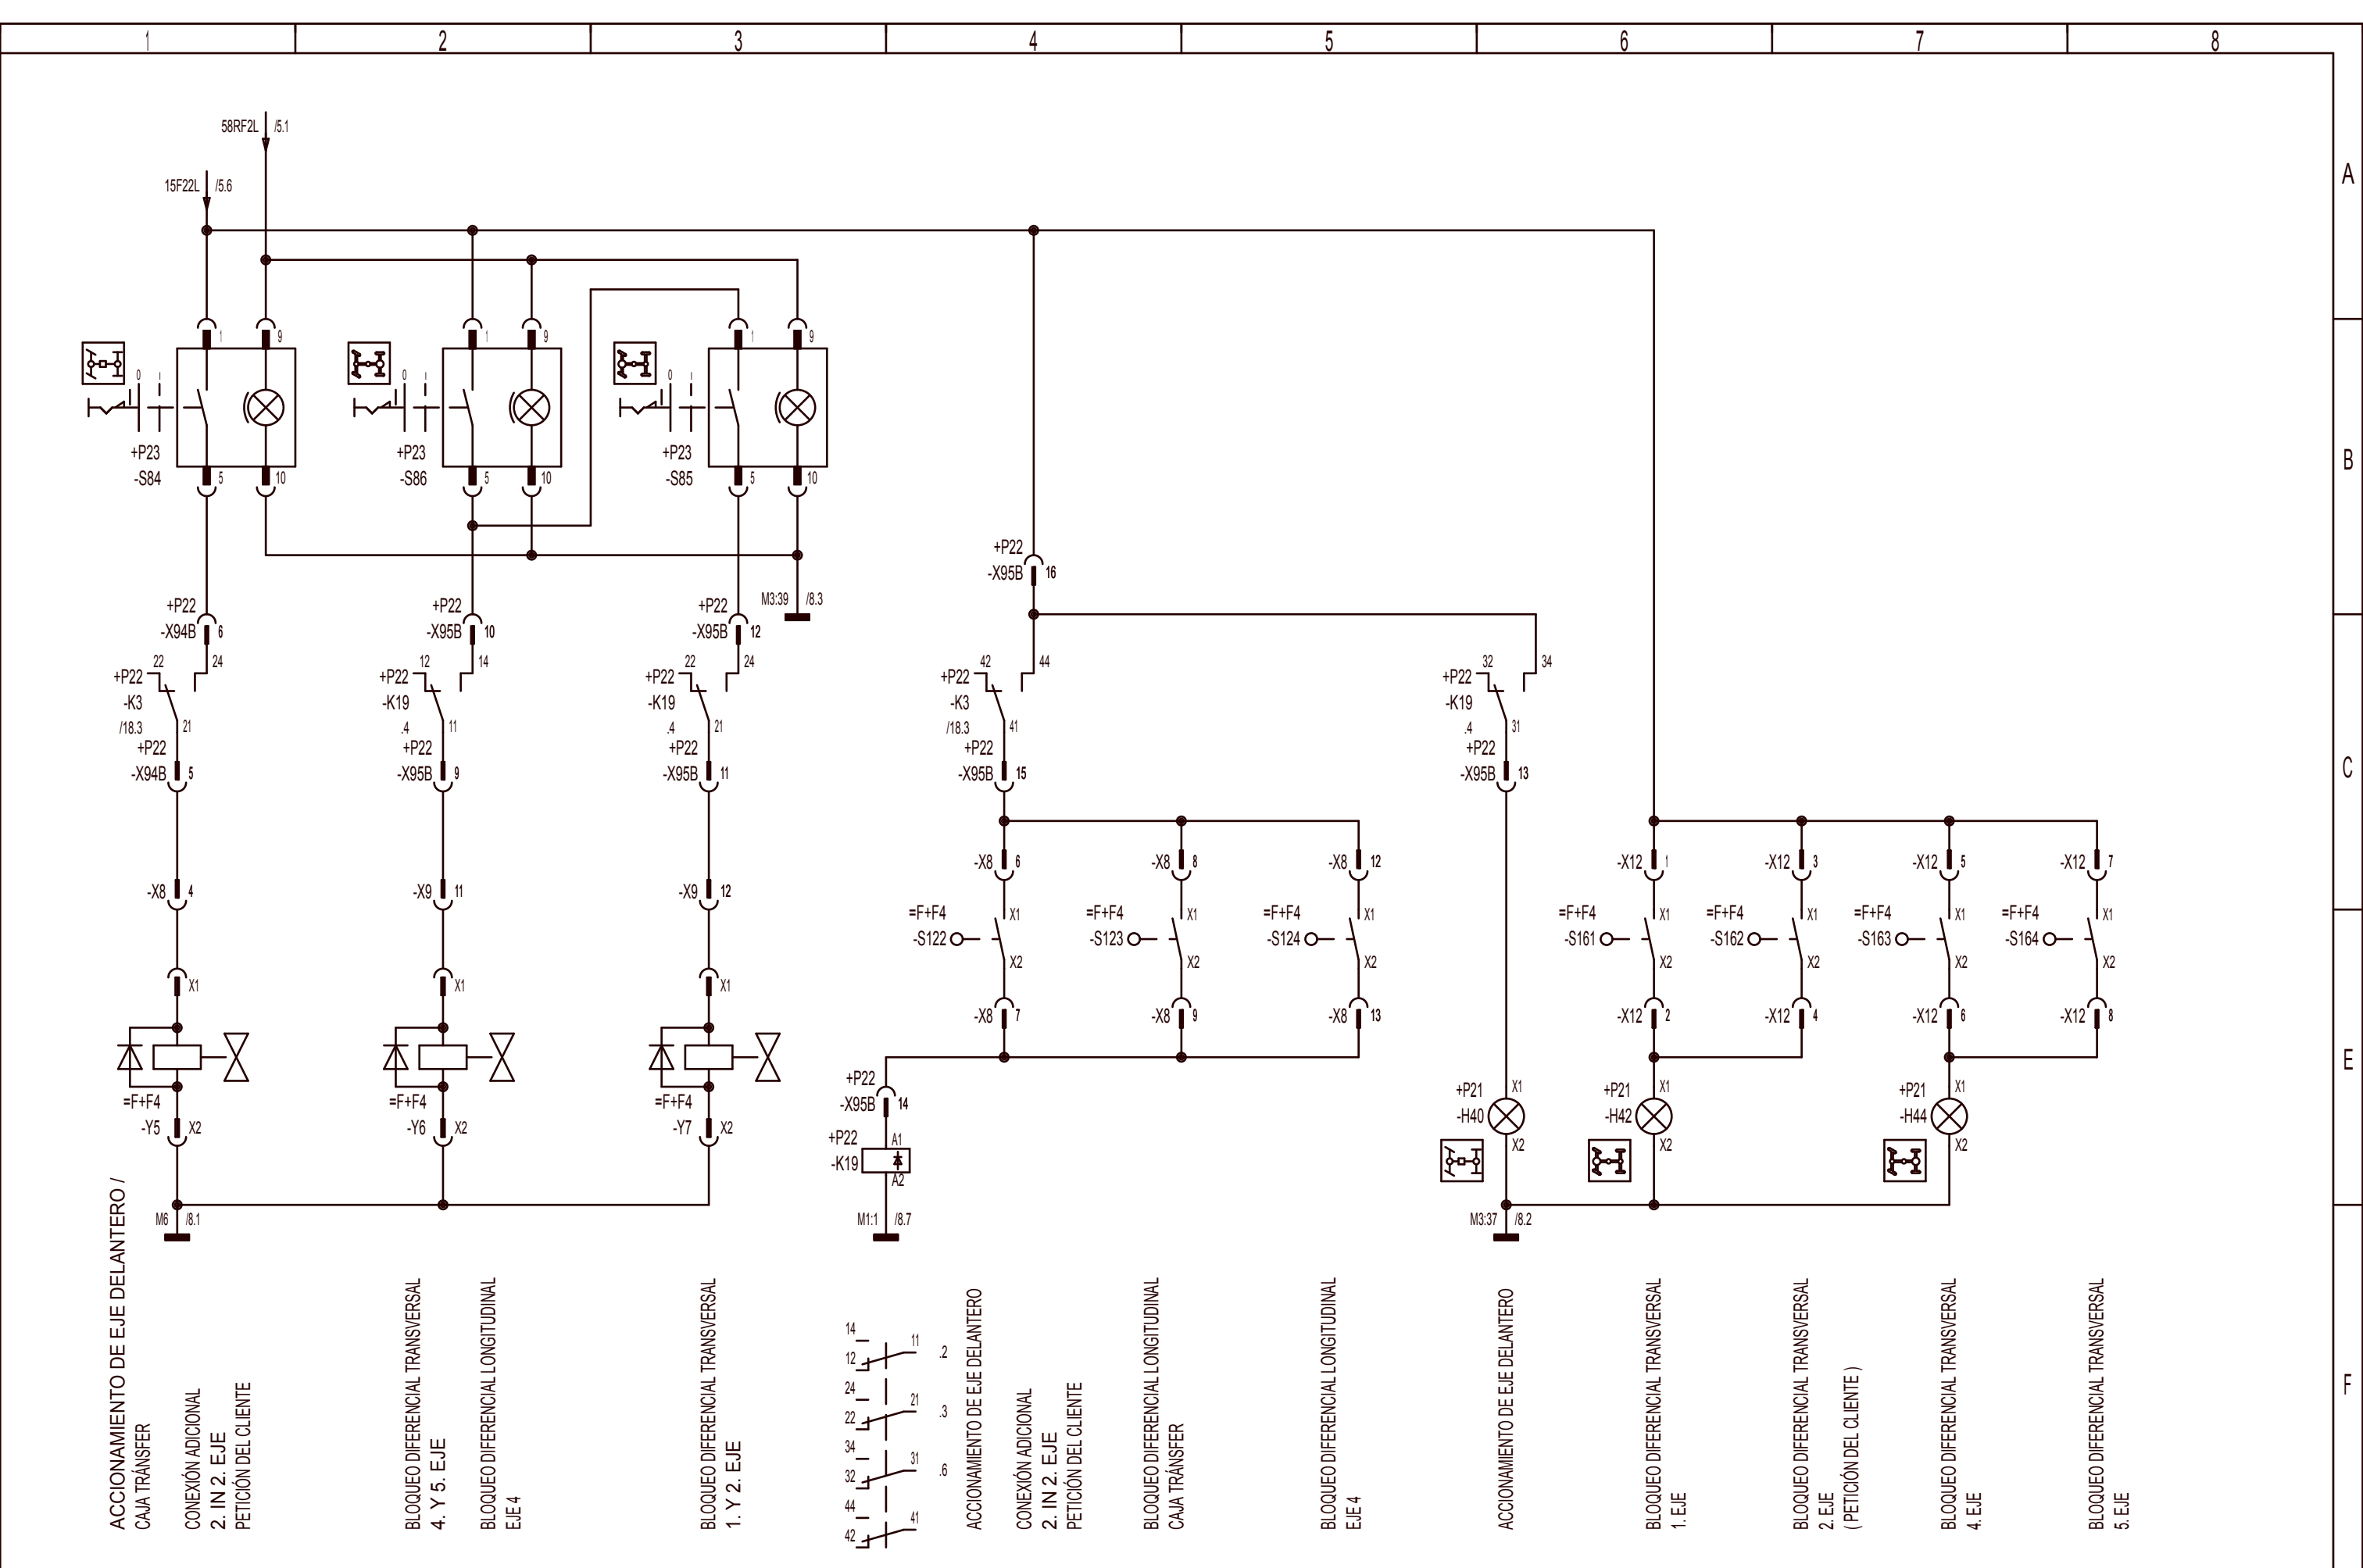 1 2 3 4 5 6 7 8
A
B
C
E
F
58RF2L /5.1
15F22L /5.6
1 9 1 9 1 9
0 I 0 I 0 I
+P23 +P23 +P23
-S84 5 10 -S86 5 10 -S85 5 10
+P22
-X95B 16
M3:39 /8.3
+P22 +P22 +P22
-X94B 6 -X95B 10 -X95B 12
22 24 12 14 22 24 42 44 32 34
+P22 +P22 +P22 +P22 +P22
-K3 -K19 -K19 -K3 -K19
/18.3 21 .4 11 .4 21 /18.3 41 .4 31
+P22 +P22 +P22 +P22 +P22
-X94B 5 -X95B 9 -X95B 11 -X95B 15 -X95B 13
-X8 6 -X8 8 -X8 12 -X12 1 -X12 3 -X12 5 -X12 7
-X8 4 -X9 11 -X9 12
=F+F4 X1 =F+F4 X1 =F+F4 X1 =F+F4 X1 =F+F4 X1 =F+F4 X1 =F+F4 X1
-S122 -S123 -S124 -S161 -S162 -S163 -S164
X2 X2 X2 X2 X2 X2 X2
X1 X1 X1
-X8 7 -X8 9 -X8 13 -X12 2 -X12 4 -X12 6 -X12 8
=F+F4 =F+F4 =F+F4
-Y5 X2 -Y6 X2 -Y7 X2
+P22
-X95B 14
+P22 A1
-K19
A2
+P21 X1 +P21 X1 +P21 X1
-H40 -H42 -H44
X2 X2 X2
M6 /8.1 M1:1 /8.7 M3:37 /8.2
ACCIONAMIENTO DE EJE DELANTERO /
CAJA TRÁNSFER
CONEXIÓN ADICIONAL
2. IN 2. EJE
PETICIÓN DEL CLIENTE
BLOQUEO DIFERENCIAL TRANSVERSAL
4. Y 5. EJE
BLOQUEO DIFERENCIAL LONGITUDINAL
EJE 4
BLOQUEO DIFERENCIAL TRANSVERSAL
1. Y 2. EJE
14
12 11 .2
24
22 21 .3
34
32 31 .6
44
42 41
ACCIONAMIENTO DE EJE DELANTERO
CONEXIÓN ADICIONAL
2. IN 2. EJE
PETICIÓN DEL CLIENTE
BLOQUEO DIFERENCIAL LONGITUDINAL
CAJA TRÁNSFER
BLOQUEO DIFERENCIAL LONGITUDINAL
EJE 4
ACCIONAMIENTO DE EJE DELANTERO
BLOQUEO DIFERENCIAL TRANSVERSAL
1. EJE
BLOQUEO DIFERENCIAL TRANSVERSAL
2. EJE
( PETICIÓN DEL CLIENTE )
BLOQUEO DIFERENCIAL TRANSVERSAL
4. EJE
BLOQUEO DIFERENCIAL TRANSVERSAL
5. EJE